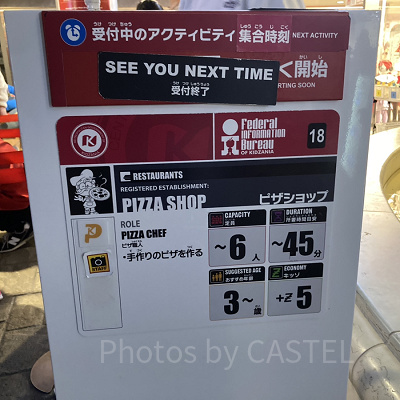 受付中のアクティビティ 集合時刻 NEXT ACTIVITY
SEE YOU NEXT TIME
受付終了
く開始
ARTING SOON
Federal
INFORMATION
Bureau
OF KIDZANIA
18
RESTAURANTS
REGISTERED ESTABLISHMENT:
PIZZA SHOP ピザショップ
ROLE
PIZZA CHEF
ピザ職人
・手作りのピザを作る
STAFF
CAPACITY
定員
~6人
DURATION
所要時間目安
~45分
SUGGESTED AGE
おすすめ年齢
3~歳
ECONOMY
キッゾ
+Z 5
Photos by CASTEL